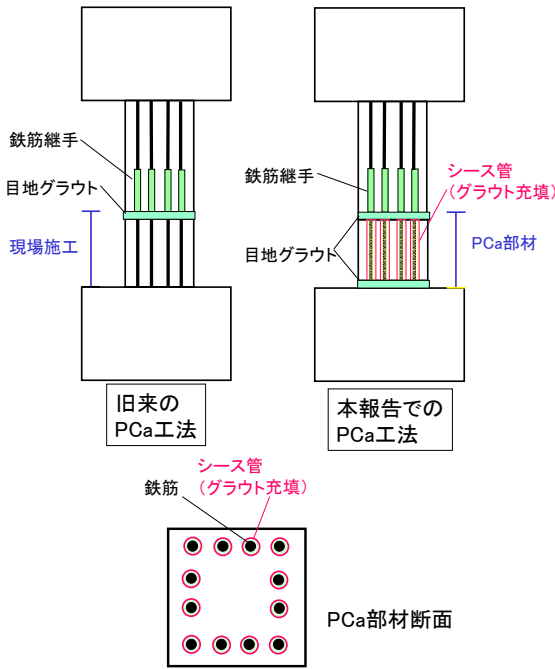 鉄筋継手
目地グラウト
現場施工
旧来の
PCa工法
鉄筋継手
目地グラウト
シース管
(グラウト充填)
PCa部材
本報告での
PCa工法
シース管
(グラウト充填)
鉄筋
PCa部材断面